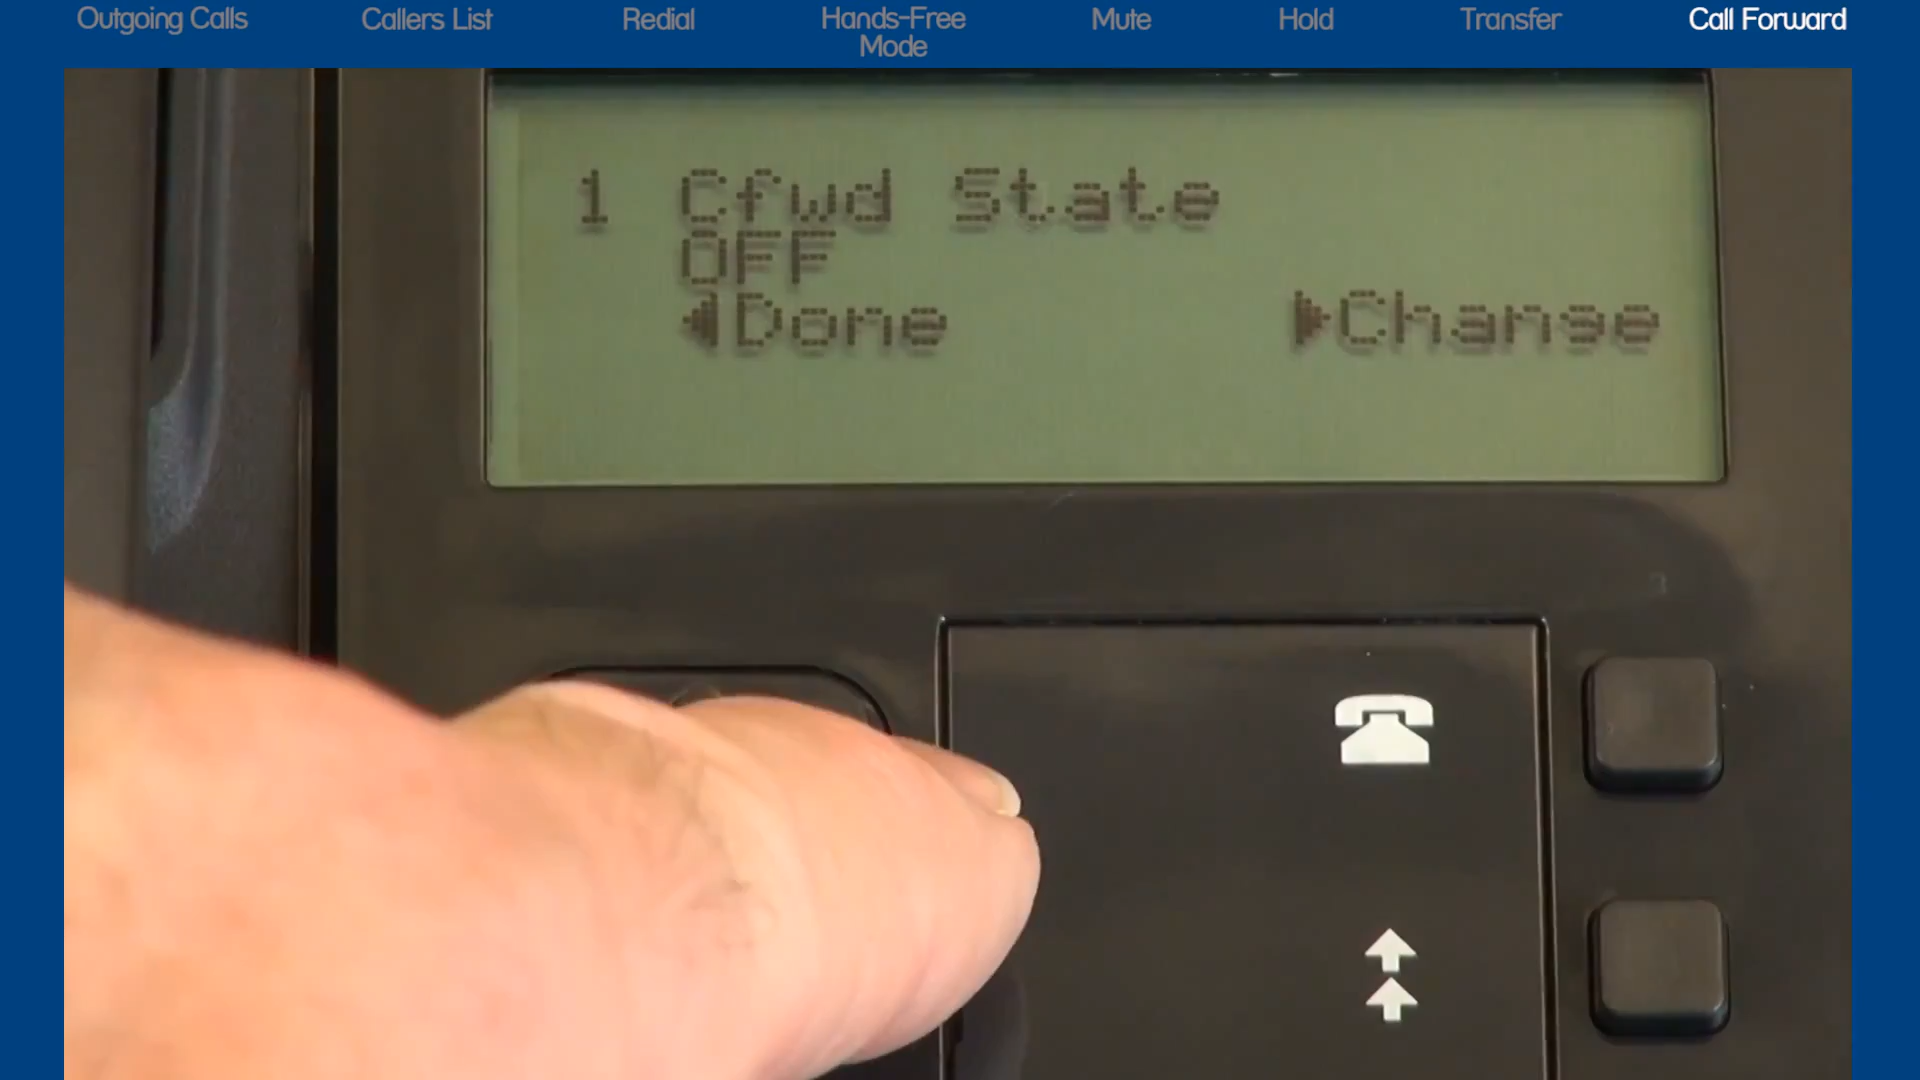 Outgoing Calls
Callers List
Redial
Hands-Free
Mode
Mute
Hold
Transfer
Call Forward
1 Cfwd State
OFF
Done
Change